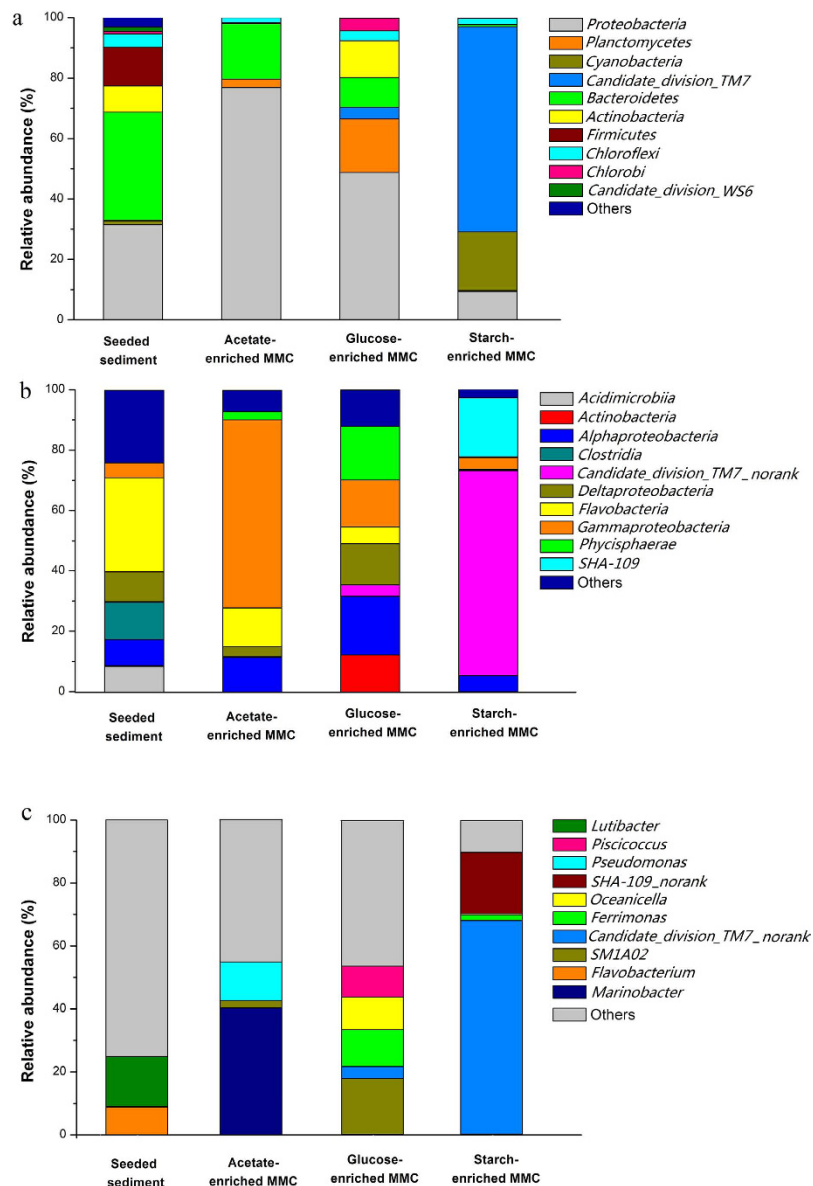 a
100
80
60
40
20
0
Relative abundance (%)
Seeded sediment
Acetate-enriched MMC
Glucose-enriched MMC
Starch-enriched MMC
Proteobacteria
Planctomycetes
Cyanobacteria
Candidate_division_TM7
Bacteroidetes
Actinobacteria
Firmicutes
Chloroflexi
Chlorobi
Candidate_division_WS6
Others
b
100
80
60
40
20
0
Relative abundance (%)
Seeded sediment
Acetate-enriched MMC
Glucose-enriched MMC
Starch-enriched MMC
Acidimicrobiia
Actinobacteria
Alphaproteobacteria
Clostridia
Candidate_division_TM7_norank
Deltaproteobacteria
Flavobacteria
Gammaproteobacteria
Phycisphaerae
SHA-109
Others
c
100
80
60
40
20
0
Relative abundance (%)
Seeded sediment
Acetate-enriched MMC
Glucose-enriched MMC
Starch-enriched MMC
Lutibacter
Piscicoccus
Pseudomonas
SHA-109_norank
Oceanicella
Ferrimonas
Candidate_division_TM7_norank
SM1A02
Flavobacterium
Marinobacter
Others